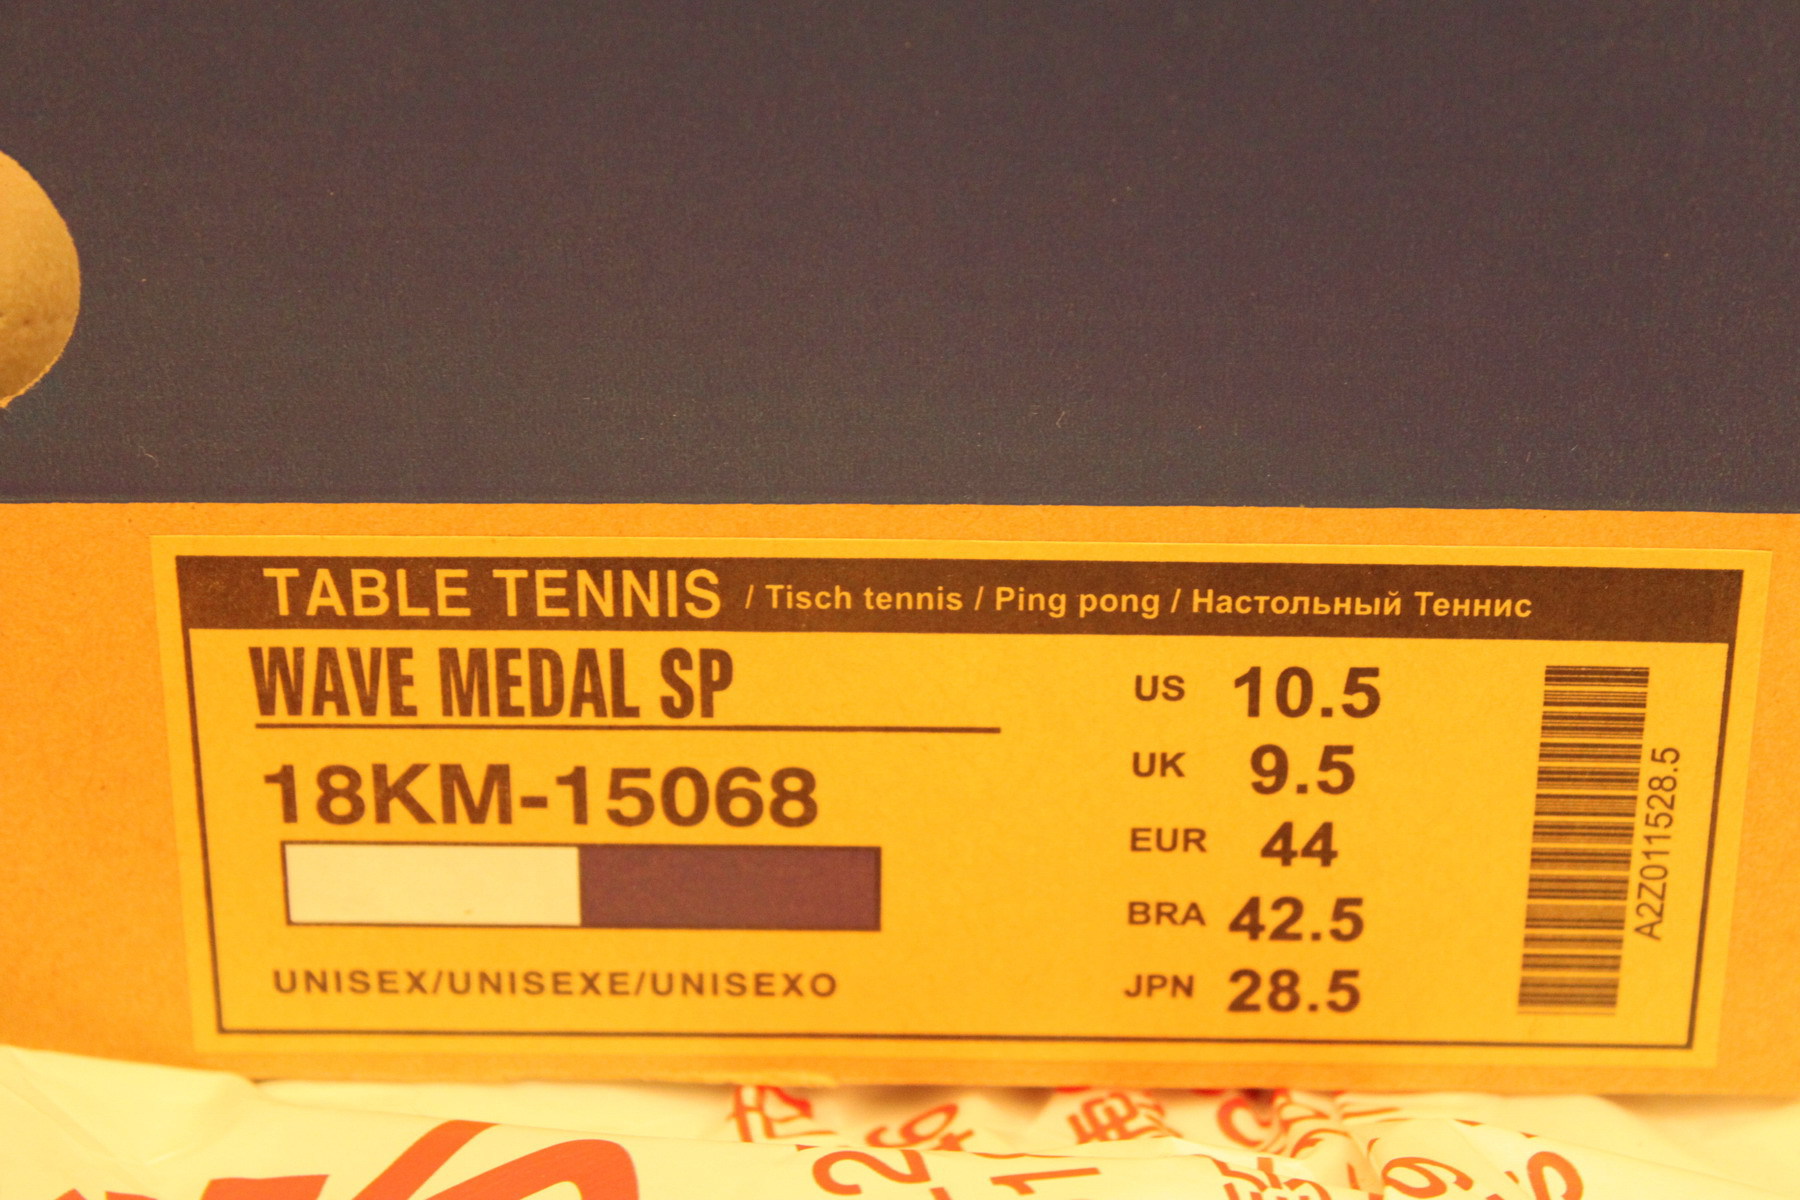 TABLE TENNIS / Tisch tennis / Ping pong / Настольный Теннис
WAVE MEDAL SP
18KM-15068
UNISEX/UNISEXE/UNISEXO
US 10.5
UK 9.5
EUR 44
BRA 42.5
JPN 28.5
A2Z0111528.5